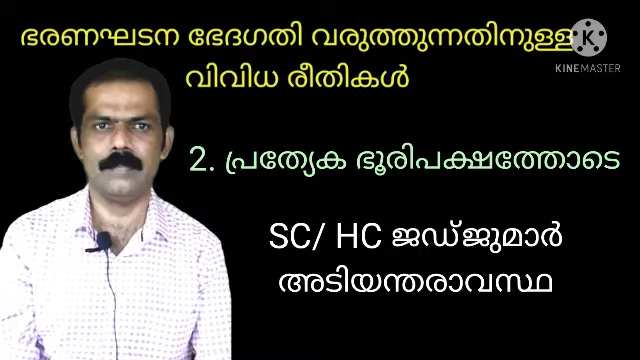 ഭരണഘടന ഭേദഗതി വരുത്തുന്നതിനുള്ള
വിവിധ രീതികൾ
KINEMASTER
2. പ്രത്യേക ഭൂരിപക്ഷത്തോടെ
SC/ HC ജഡ്ജുമാർ
അടിയന്തരാവസ്ഥ